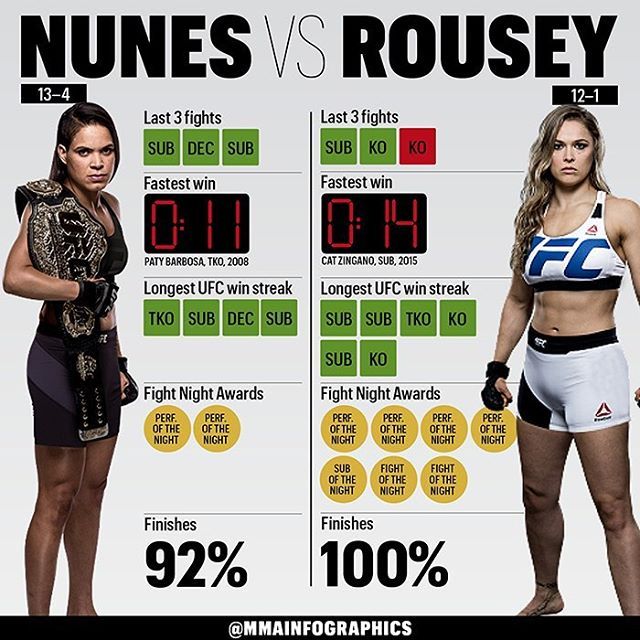 NUNES VS ROUSEY
13–4
12–1
Last 3 fights
SUB DEC SUB
Fastest win
0:11
PATY BARBOSA, TKO, 2008
Longest UFC win streak
TKO SUB DEC SUB
Fight Night Awards
PERF.
OF THE
NIGHT
PERF.
OF THE
NIGHT
Finishes
92%
Last 3 fights
SUB KO KO
Fastest win
0:14
CAT ZINGANO, SUB, 2015
Longest UFC win streak
SUB SUB TKO KO
SUB KO
Fight Night Awards
PERF.
OF THE
NIGHT
PERF.
OF THE
NIGHT
PERF.
OF THE
NIGHT
PERF.
OF THE
NIGHT
SUB
OF THE
NIGHT
FIGHT
OF THE
NIGHT
FIGHT
OF THE
NIGHT
Finishes
100%
UFC
Reebok
@MMAINFOGRAPHICS